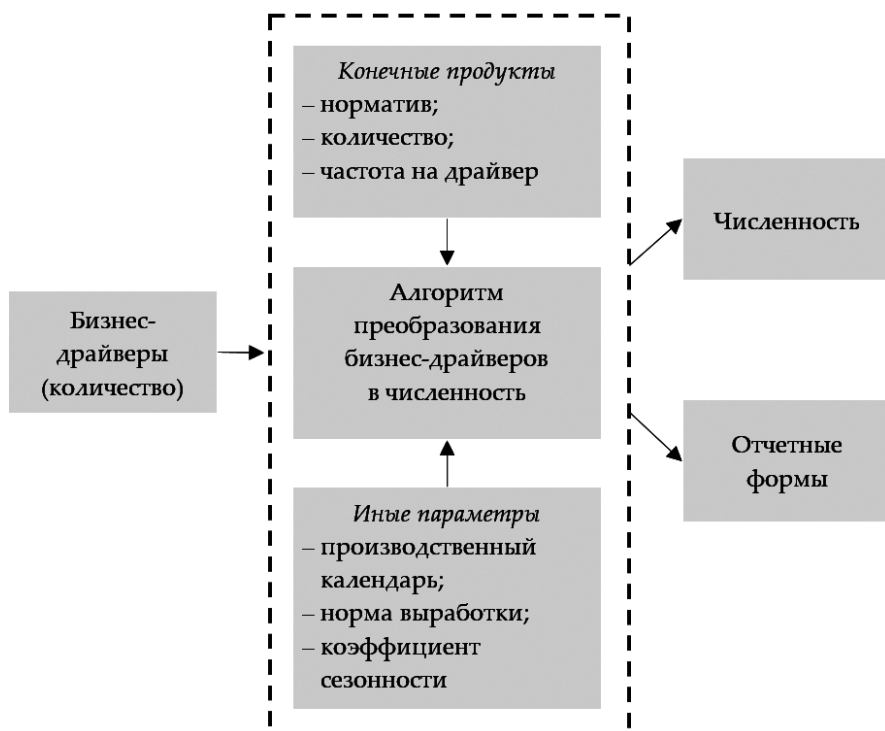 Конечные продукты
– норматив;
– количество;
– частота на драйвер
Бизнес-
драйверы
(количество)
Алгоритм
преобразования
бизнес-драйверов
в численность
Иные параметры
– производственный
календарь;
– норма выработки;
– коэффициент
сезонности
Численность
Отчетные
формы